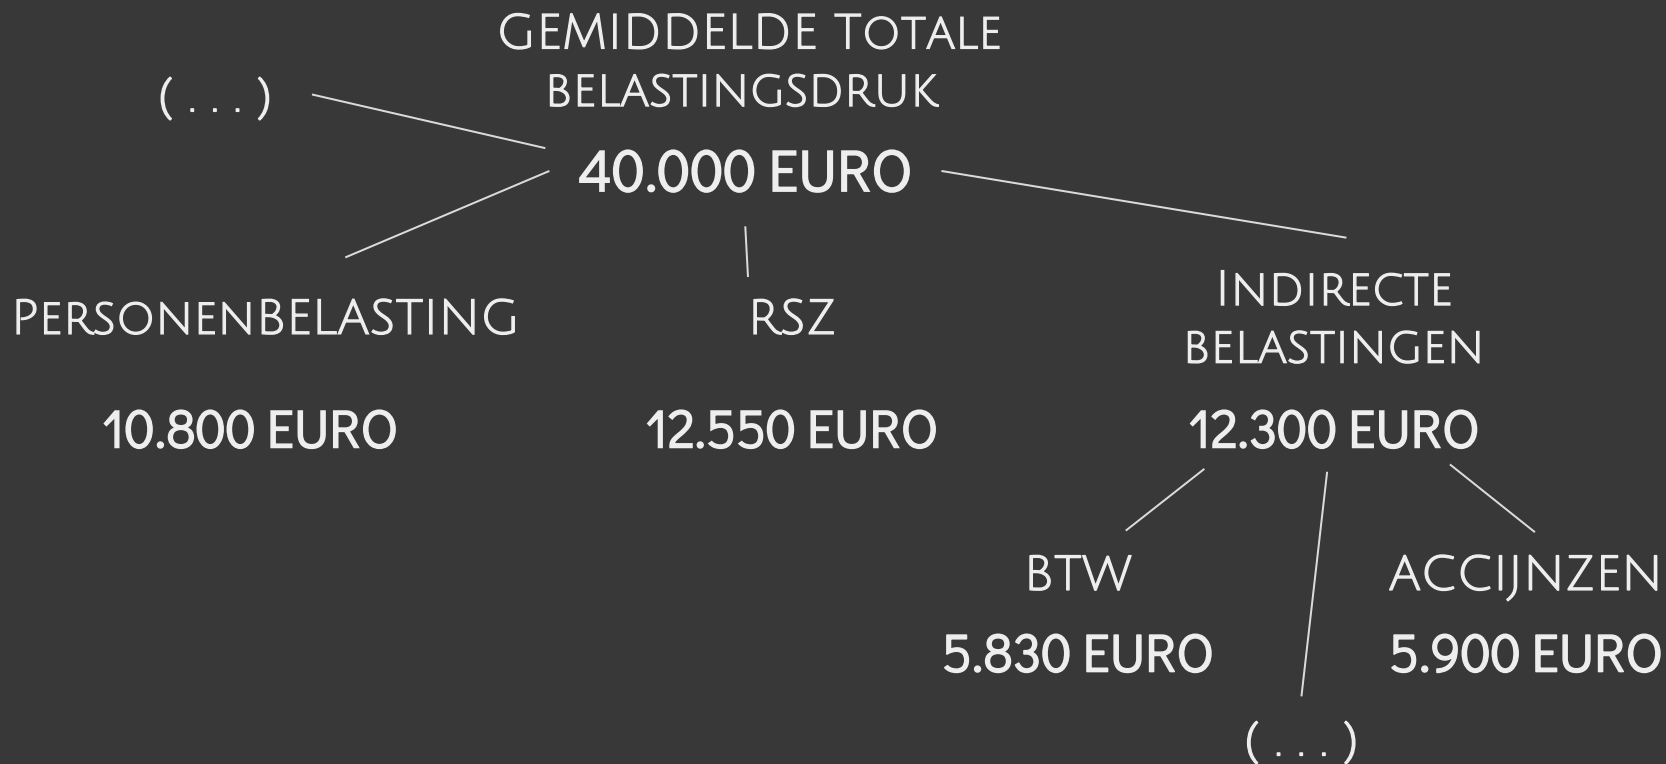 GEMIDDELDE TOTALE
BELASTINGSDRUK
(...)
40.000 EURO
PERSONENBELASTING
10.800 EURO
RSZ
12.550 EURO
INDIRECTE
BELASTINGEN
12.300 EURO
BTW
5.830 EURO
ACCIJNZEN
5.900 EURO
(...)